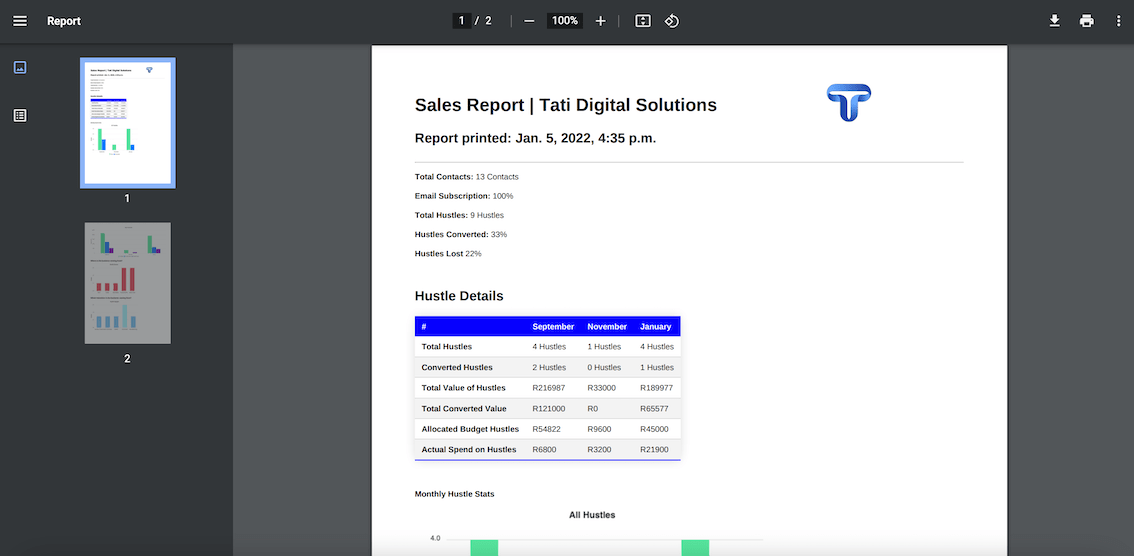 Report
1 / 2
100%
1
2
Sales Report | Tati Digital Solutions
Report printed: Jan. 5, 2022, 4:35 p.m.
Total Contacts: 13 Contacts
Email Subscription: 100%
Total Hustles: 9 Hustles
Hustles Converted: 33%
Hustles Lost 22%
Hustle Details
# September November January
Total Hustles 4 Hustles 1 Hustles 4 Hustles
Converted Hustles 2 Hustles 0 Hustles 1 Hustles
Total Value of Hustles R216987 R33000 R189977
Total Converted Value R121000 R0 R65577
Allocated Budget Hustles R54822 R9600 R45000
Actual Spend on Hustles R6800 R3200 R21900
Monthly Hustle Stats
All Hustles
4.0